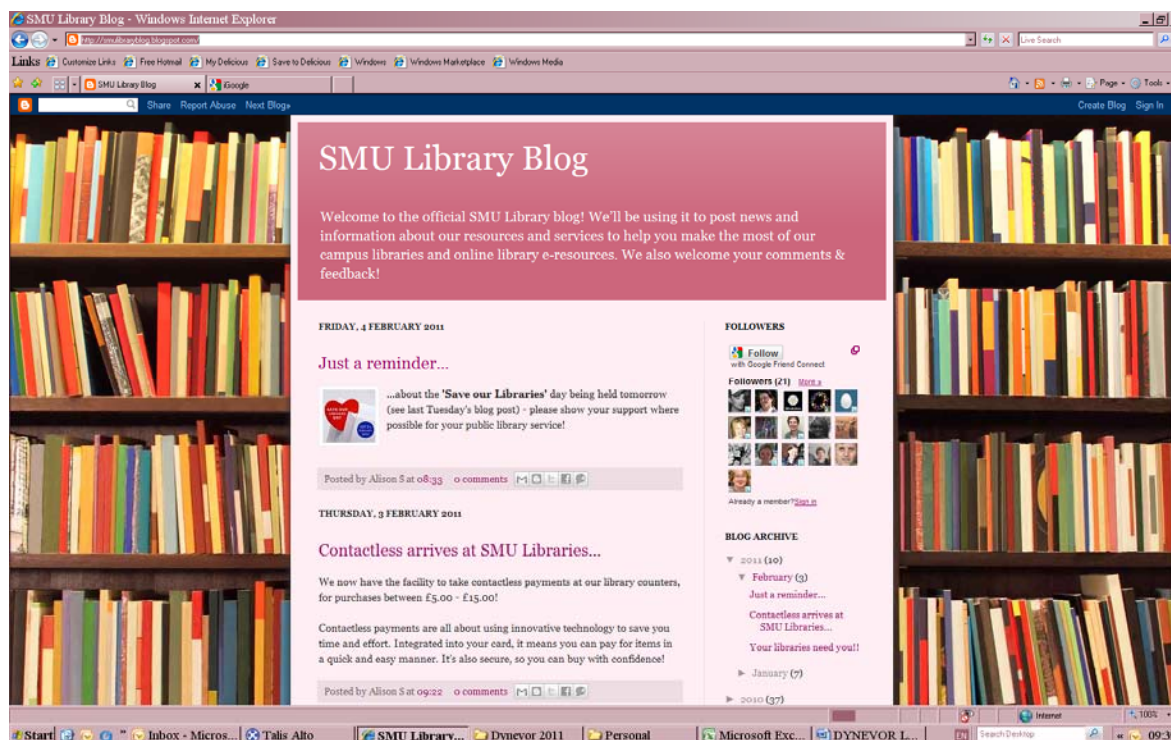 SMU Library Blog - Windows Internet Explorer
http://smulibraryblog.blogspot.com/
Live Search
Links Customize Links Free Hotmail My Delicious Save to Delicious Windows Windows Marketplace Windows Media
SMU Library Blog iGoogle Page Tools
Share Report Abuse Next Blog» Create Blog Sign In
SMU Library Blog
Welcome to the official SMU Library blog! We'll be using it to post news and
information about our resources and services to help you make the most of our
campus libraries and online library e-resources. We also welcome your comments &
feedback!
FRIDAY, 4 FEBRUARY 2011
Just a reminder...
...about the 'Save our Libraries' day being held tomorrow
(see last Tuesday's blog post) - please show your support where
possible for your public library service!
Posted by Alison S at 08:33 0 comments
THURSDAY, 3 FEBRUARY 2011
Contactless arrives at SMU Libraries...
We now have the facility to take contactless payments at our library counters,
for purchases between £5.00 - £15.00!
Contactless payments are all about using innovative technology to save you
time and effort. Integrated into your card, it means you can pay for items in
a quick and easy manner. It's also secure, so you can buy with confidence!
Posted by Alison S at 09:22 0 comments
FOLLOWERS
Follow
with Google Friend Connect
Followers (21) More »
Already a member? Sign in
BLOG ARCHIVE
▼ 2011 (10)
▼ February (3)
Just a reminder...
Contactless arrives at
SMU Libraries...
Your libraries need you!!
► January (7)
► 2010 (37)
Internet 100%
Start Inbox - Micros... Talis Alto SMU Library... Dynevor 2011 Personal Microsoft Exc... DYNEVOR L... EN Search Desktop 09:3